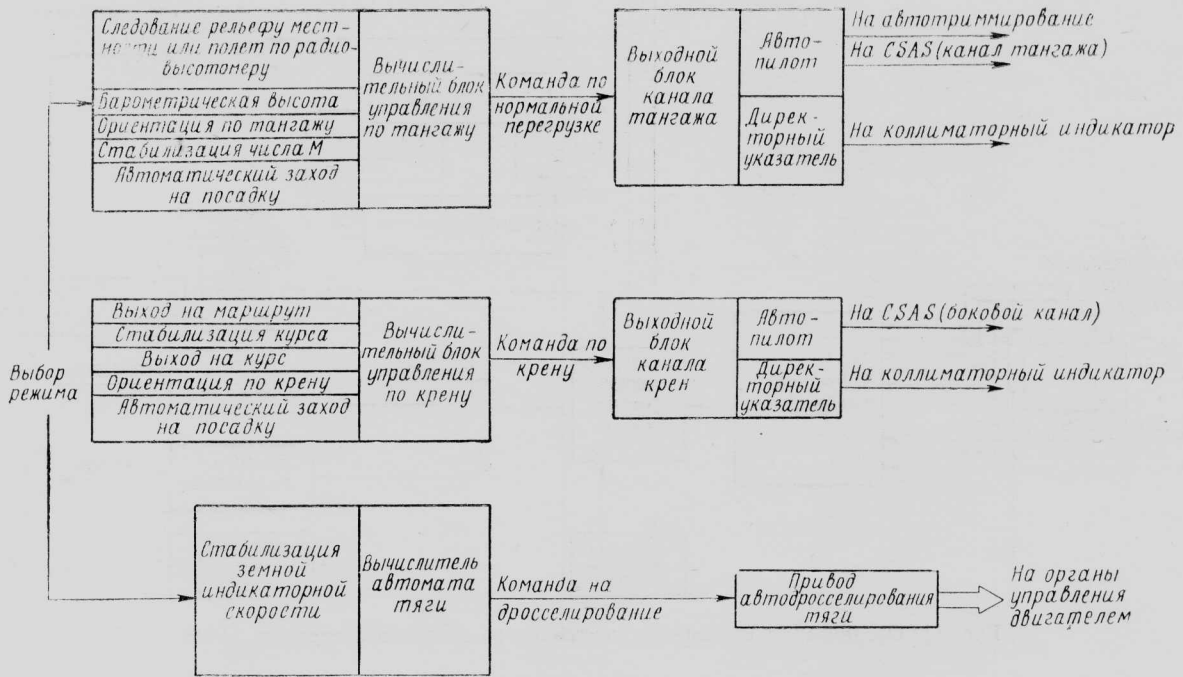 Выбор
режима
Следование рельефу мест-
ности или полет по радио-
высотомеру
Барометрическая высота
Ориентация по тангажу
Стабилизация числа М
Автоматический заход
на посадку
Вычисли-
тельный блок
управления
по тангажу
Команда по
нормальной
перегрузке
Выходной
блок
канала
тангажа
Авто-
пилот
Дирек-
торный
указатель
На автотриммирование
На CSAS (канал тангажа)
На коллиматорный индикатор
Выход на маршрут
Стабилизация курса
Выход на курс
Ориентация по крену
Автоматический заход
на посадку
Вычисли-
тельный блок
управления
по крену
Команда по
крену
Выходной
блок
канала
крен
Авто-
пилот
Дирек-
торный
указатель
На CSAS (боковой канал)
На коллиматорный индикатор
Стабилизация
земной
индикаторной
скорости
Вычислитель
автомата
тяги
Команда на
дросселирование
Привод
автодросселирования
тяги
На органы
управления
двигателем